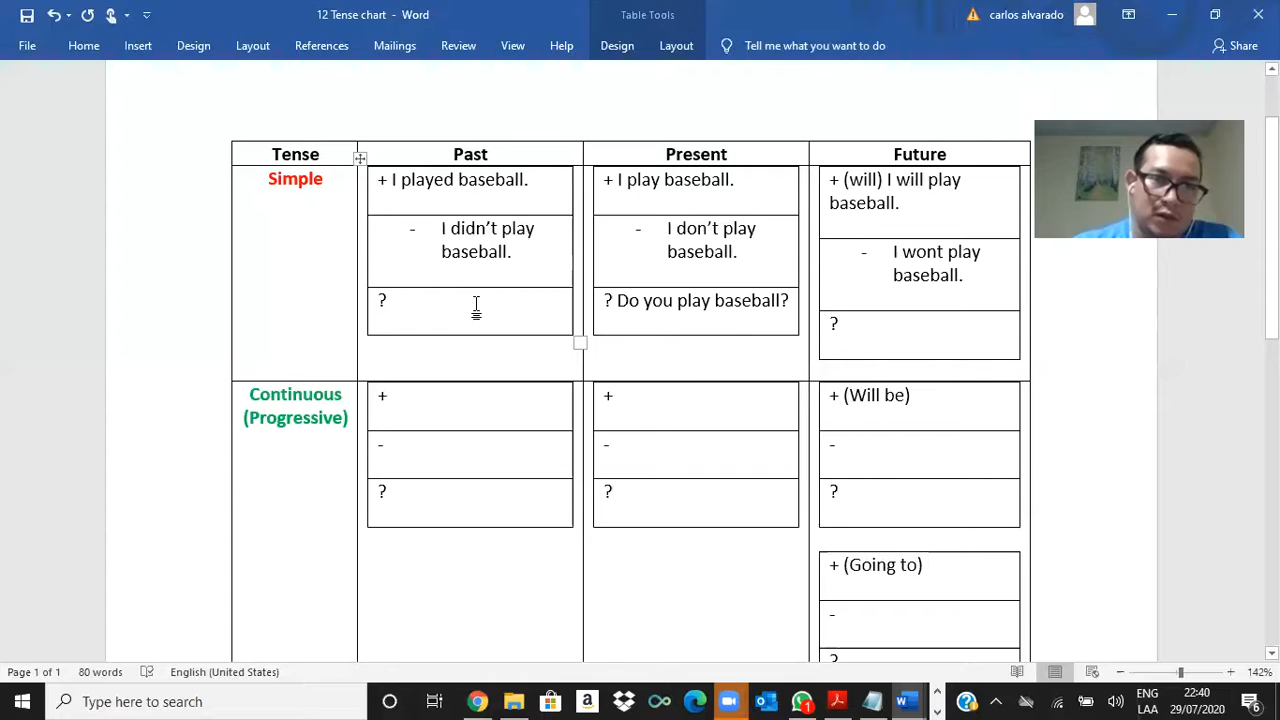 12 Tense chart - Word
Table Tools
carlos alvarado
File Home Insert Design Layout References Mailings Review View Help Design Layout Tell me what you want to do Share
Tense Past Present Future
Simple
+ I played baseball.
- I didn't play
baseball.
?
+ I play baseball.
- I don't play
baseball.
? Do you play baseball?
+ (will) I will play
baseball.
- I wont play
baseball.
?
Continuous
(Progressive)
+
-
?
+
-
?
+ (Will be)
-
?
+ (Going to)
-
?
Page 1 of 1 80 words English (United States) 142%
Type here to search
1
ENG
LAA
22:40
29/07/2020
6